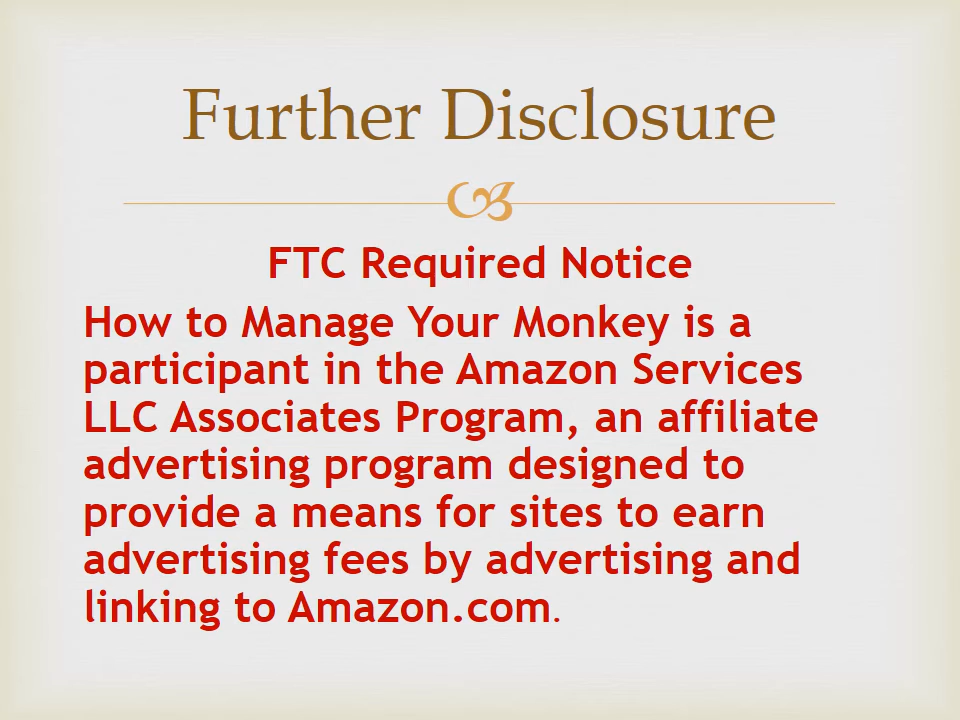 Further Disclosure
FTC Required Notice
How to Manage Your Monkey is a
participant in the Amazon Services
LLC Associates Program, an affiliate
advertising program designed to
provide a means for sites to earn
advertising fees by advertising and
linking to Amazon.com.